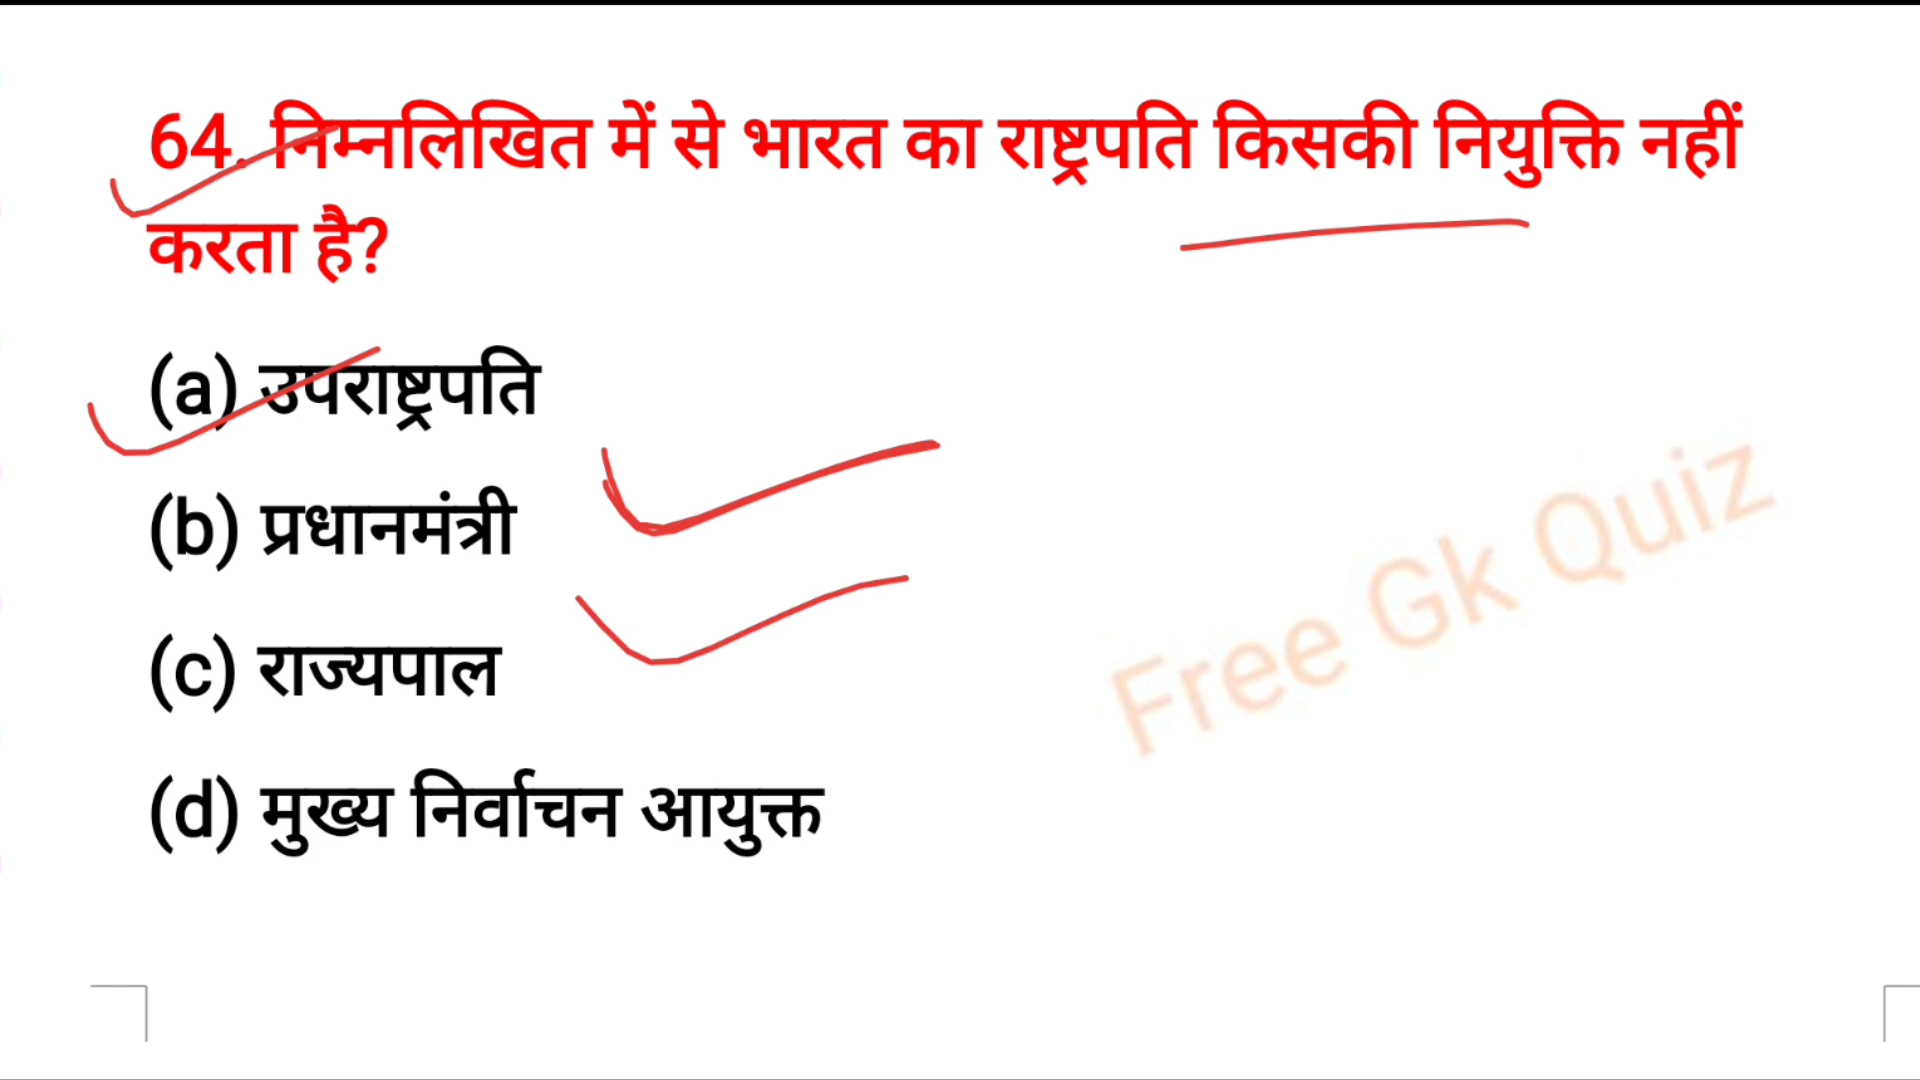 64. निम्नलिखित में से भारत का राष्ट्रपति किसकी नियुक्ति नहीं
करता है?
(a) उपराष्ट्रपति
(b) प्रधानमंत्री
(c) राज्यपाल
(d) मुख्य निर्वाचन आयुक्त
Free Gk Quiz